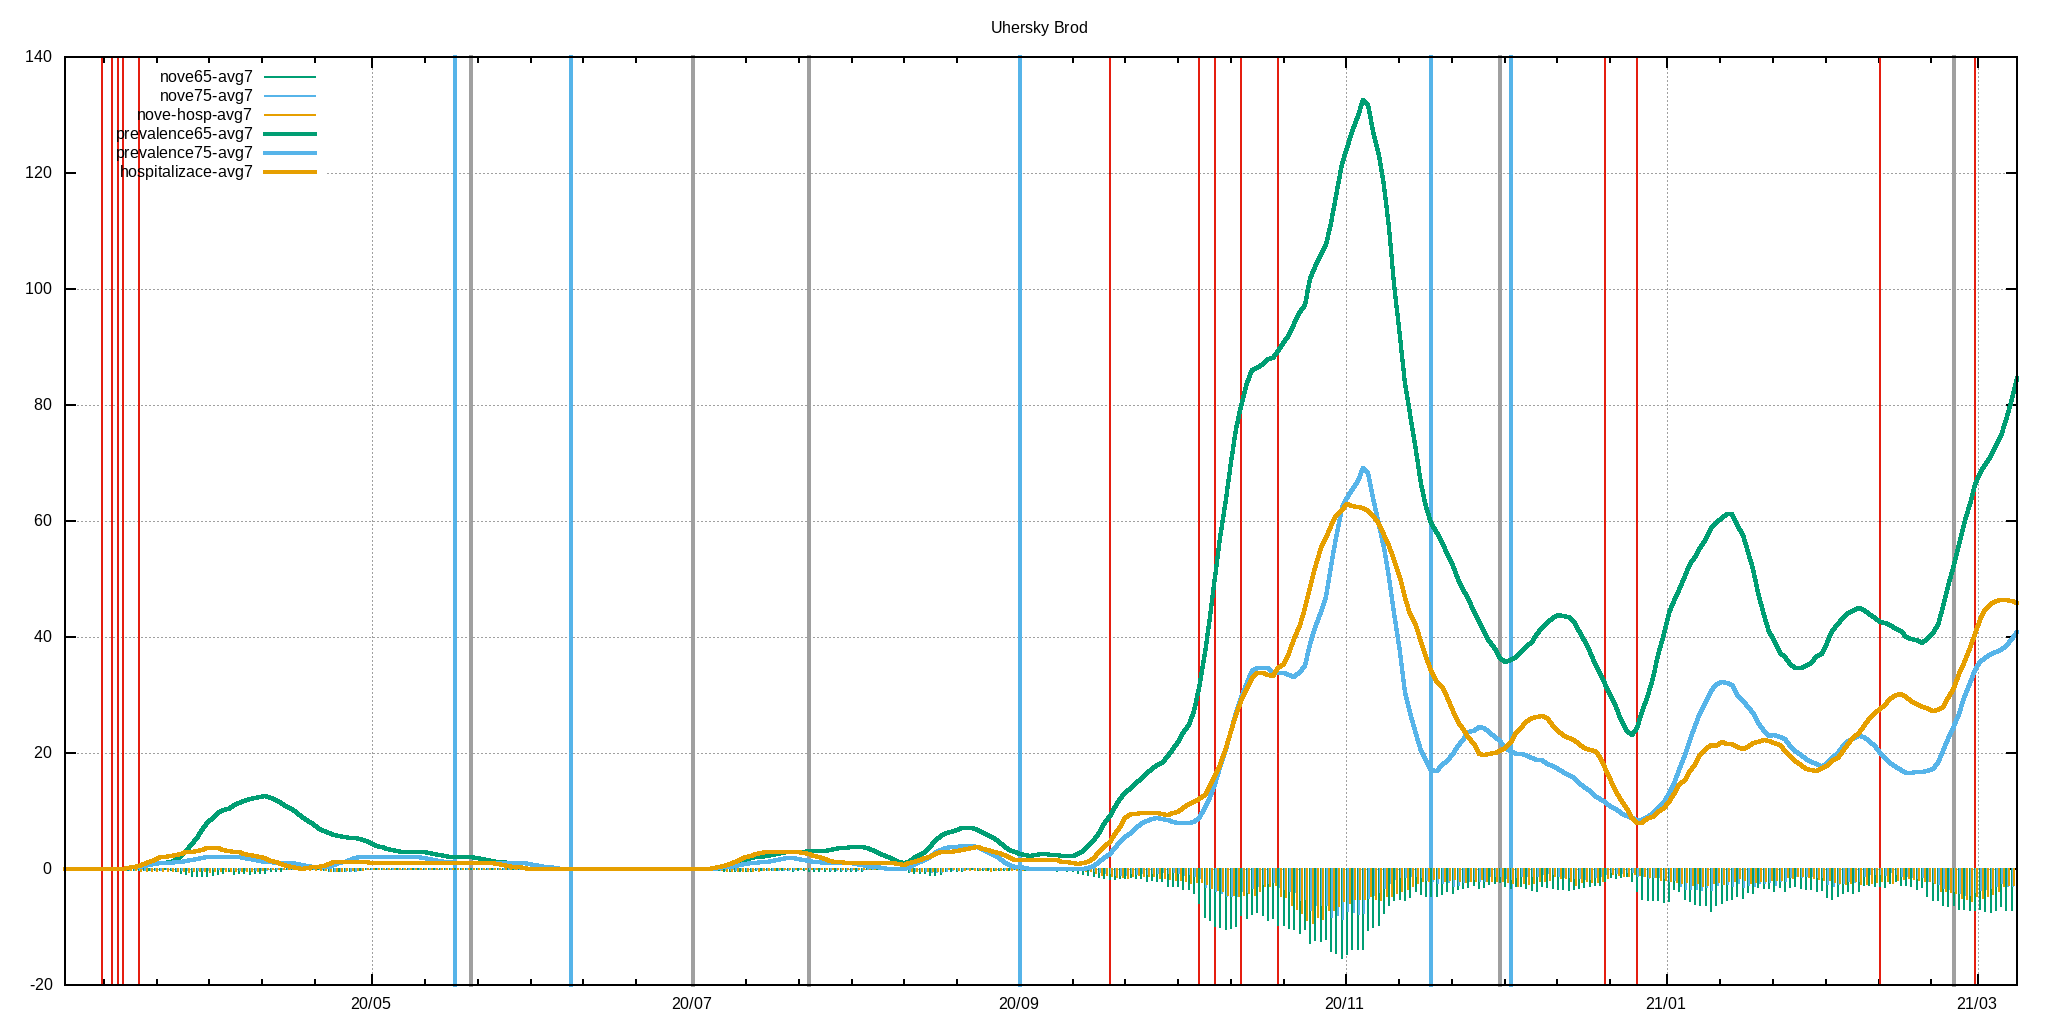 Uhersky Brod
140
120
100
80
60
40
20
0
-20
nove65-avg7
nove75-avg7
nove-hosp-avg7
prevalence65-avg7
prevalence75-avg7
hospitalizace-avg7
20/05 20/07 20/09 20/11 21/01 21/03